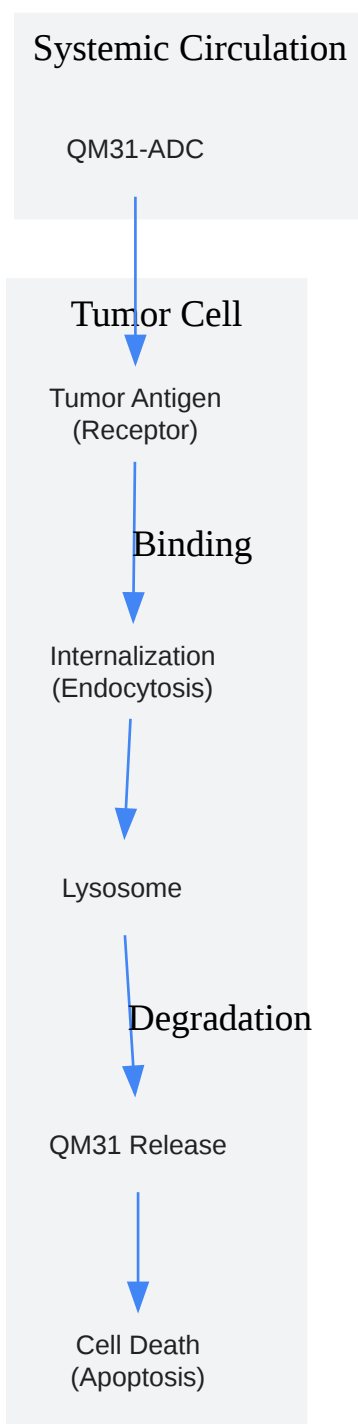 Systemic Circulation
QM31-ADC
Tumor Cell
Tumor Antigen
(Receptor)
Binding
Internalization
(Endocytosis)
Lysosome
Degradation
QM31 Release
Cell Death
(Apoptosis)